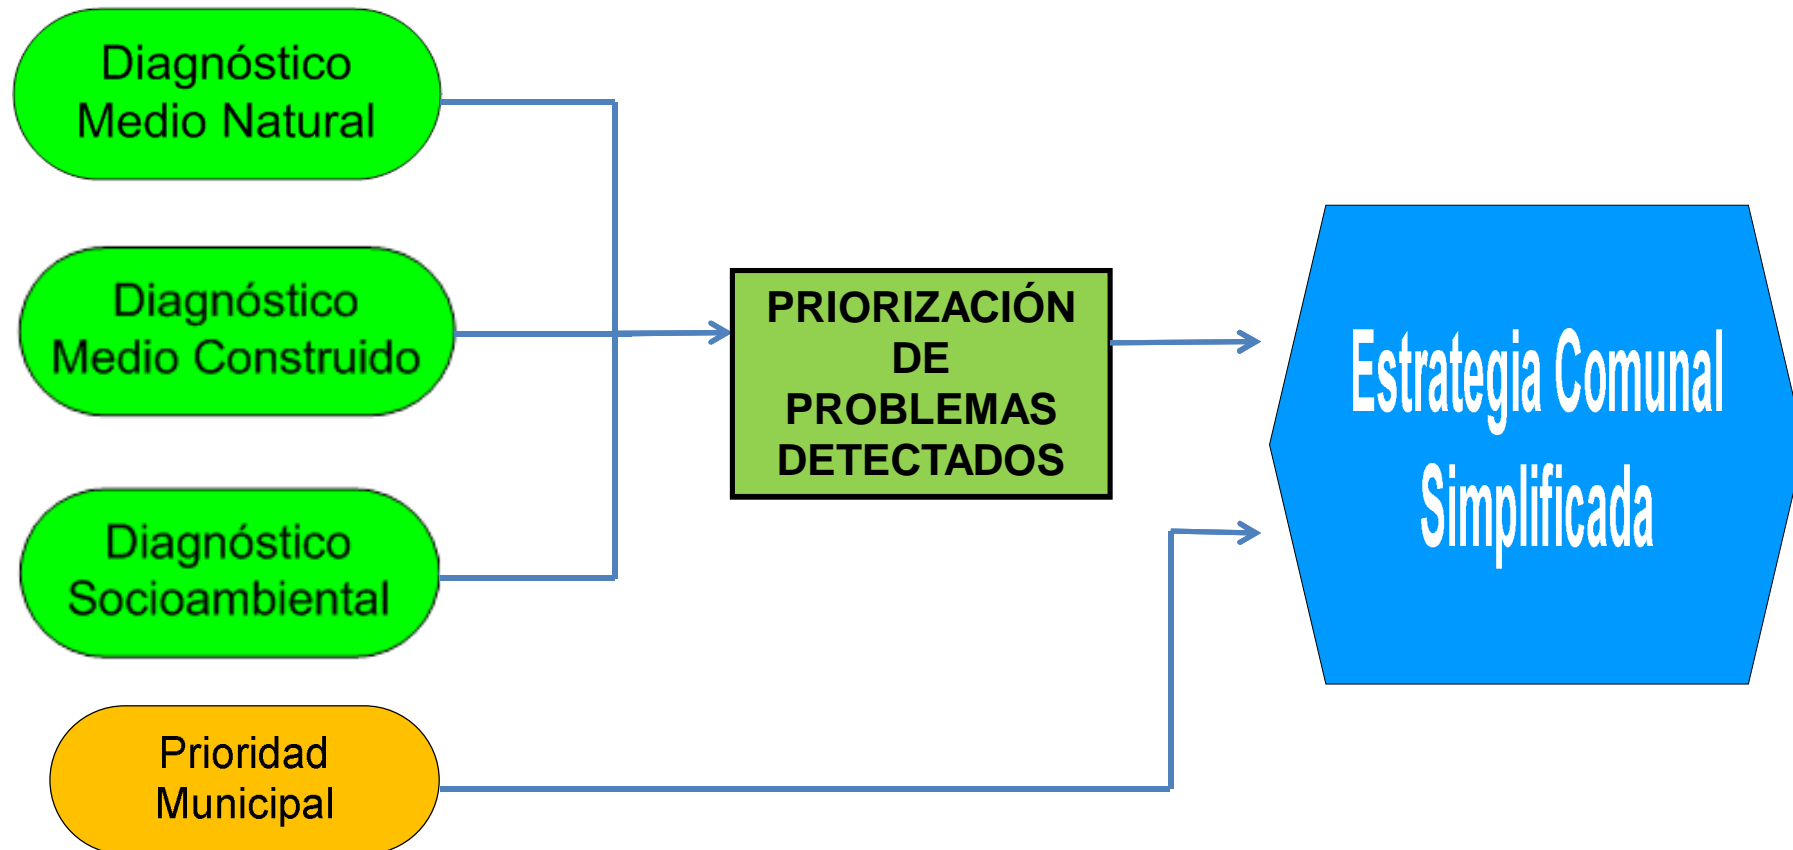 Diagnóstico
Medio Natural
Diagnóstico
Medio Construido
Diagnóstico
Socioambiental
Prioridad
Municipal
PRIORIZACIÓN
DE
PROBLEMAS
DETECTADOS
Estrategia Comunal
Simplificada